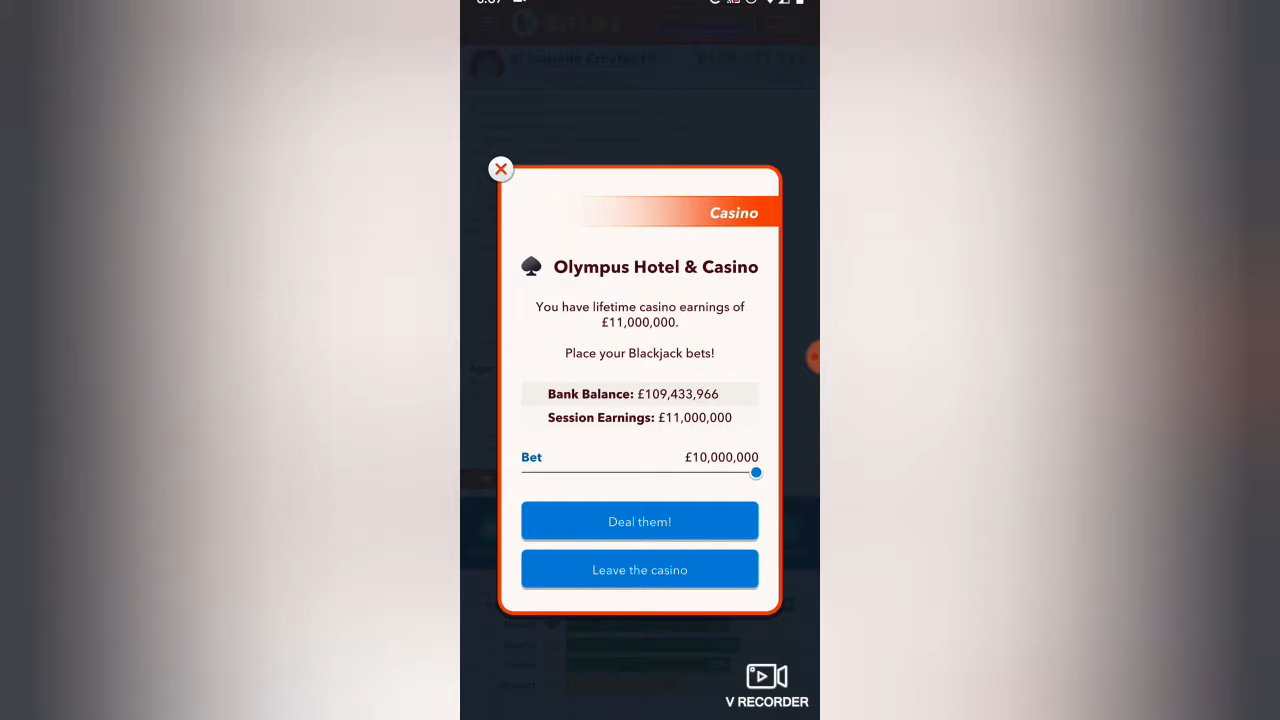 Casino
Olympus Hotel & Casino
You have lifetime casino earnings of
£11,000,000.
Place your Blackjack bets!
Bank Balance: £109,433,966
Session Earnings: £11,000,000
Bet £10,000,000
Deal them!
Leave the casino
V RECORDER